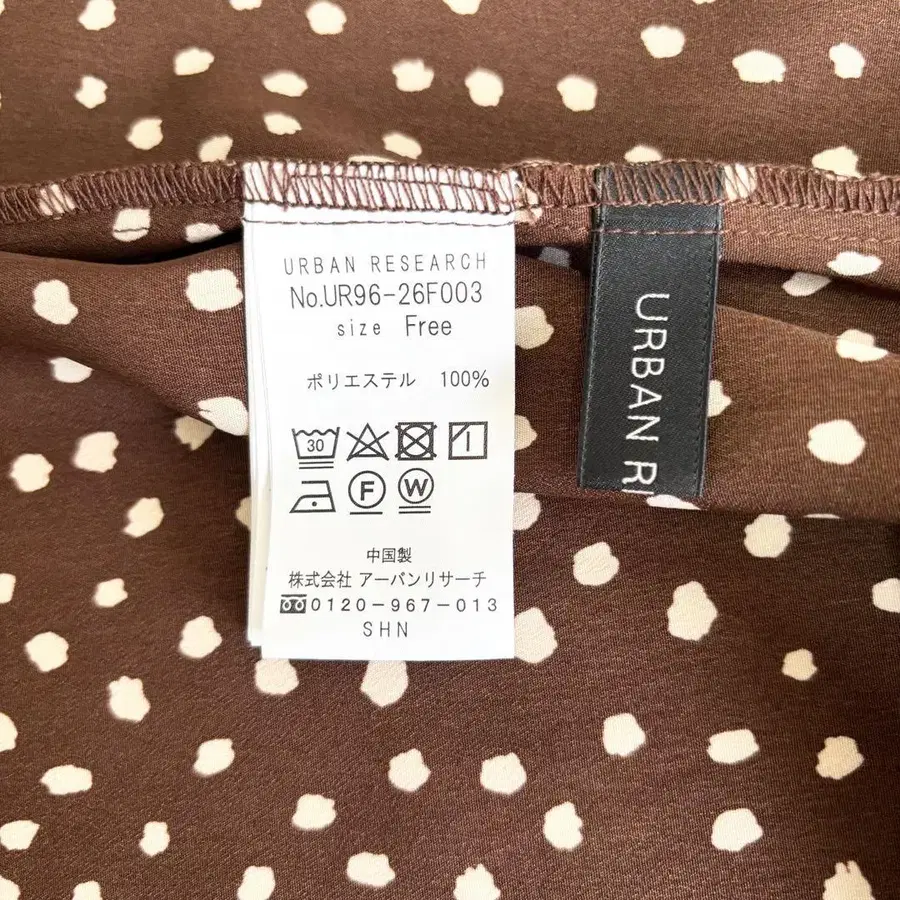 URBAN RESEARCH
No.UR96-26F003
size Free
ポリエステル 100%
30
F
W
中国製
株式会社 アーバンリサーチ
0120-967-013
SHN
URBAN